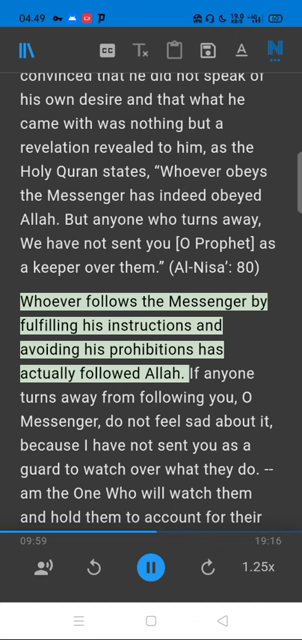 04.49
19.0
CC
convinced that he did not speak of
his own desire and that what he
came with was nothing but a
revelation revealed to him, as the
Holy Quran states, “Whoever obeys
the Messenger has indeed obeyed
Allah. But anyone who turns away,
We have not sent you [O Prophet] as
a keeper over them.” (Al-Nisa’: 80)
Whoever follows the Messenger by
fulfilling his instructions and
avoiding his prohibitions has
actually followed Allah. If anyone
turns away from following you, O
Messenger, do not feel sad about it,
because I have not sent you as a
guard to watch over what they do. --
am the One Who will watch them
and hold them to account for their
09:59 19:16
1.25x